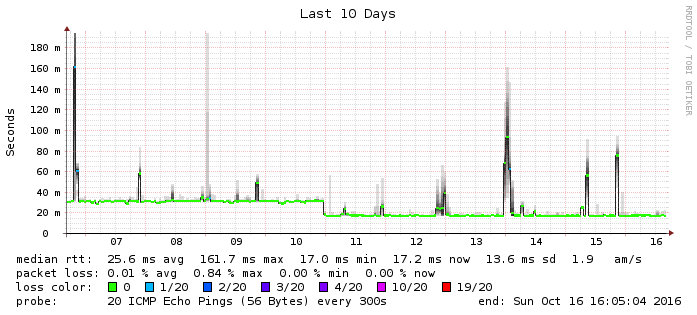 Last 10 Days
RRDTOOL / TOBI OETIKER
Seconds
180 m
160 m
140 m
120 m
100 m
80 m
60 m
40 m
20 m
0
07 08 09 10 11 12 13 14 15 16
median rtt: 25.6 ms avg 161.7 ms max 17.0 ms min 17.2 ms now 13.6 ms sd 1.9 am/s
packet loss: 0.01 % avg 0.84 % max 0.00 % min 0.00 % now
loss color: 0 1/20 2/20 3/20 4/20 10/20 19/20
probe: 20 ICMP Echo Pings (56 Bytes) every 300s end: Sun Oct 16 16:05:04 2016